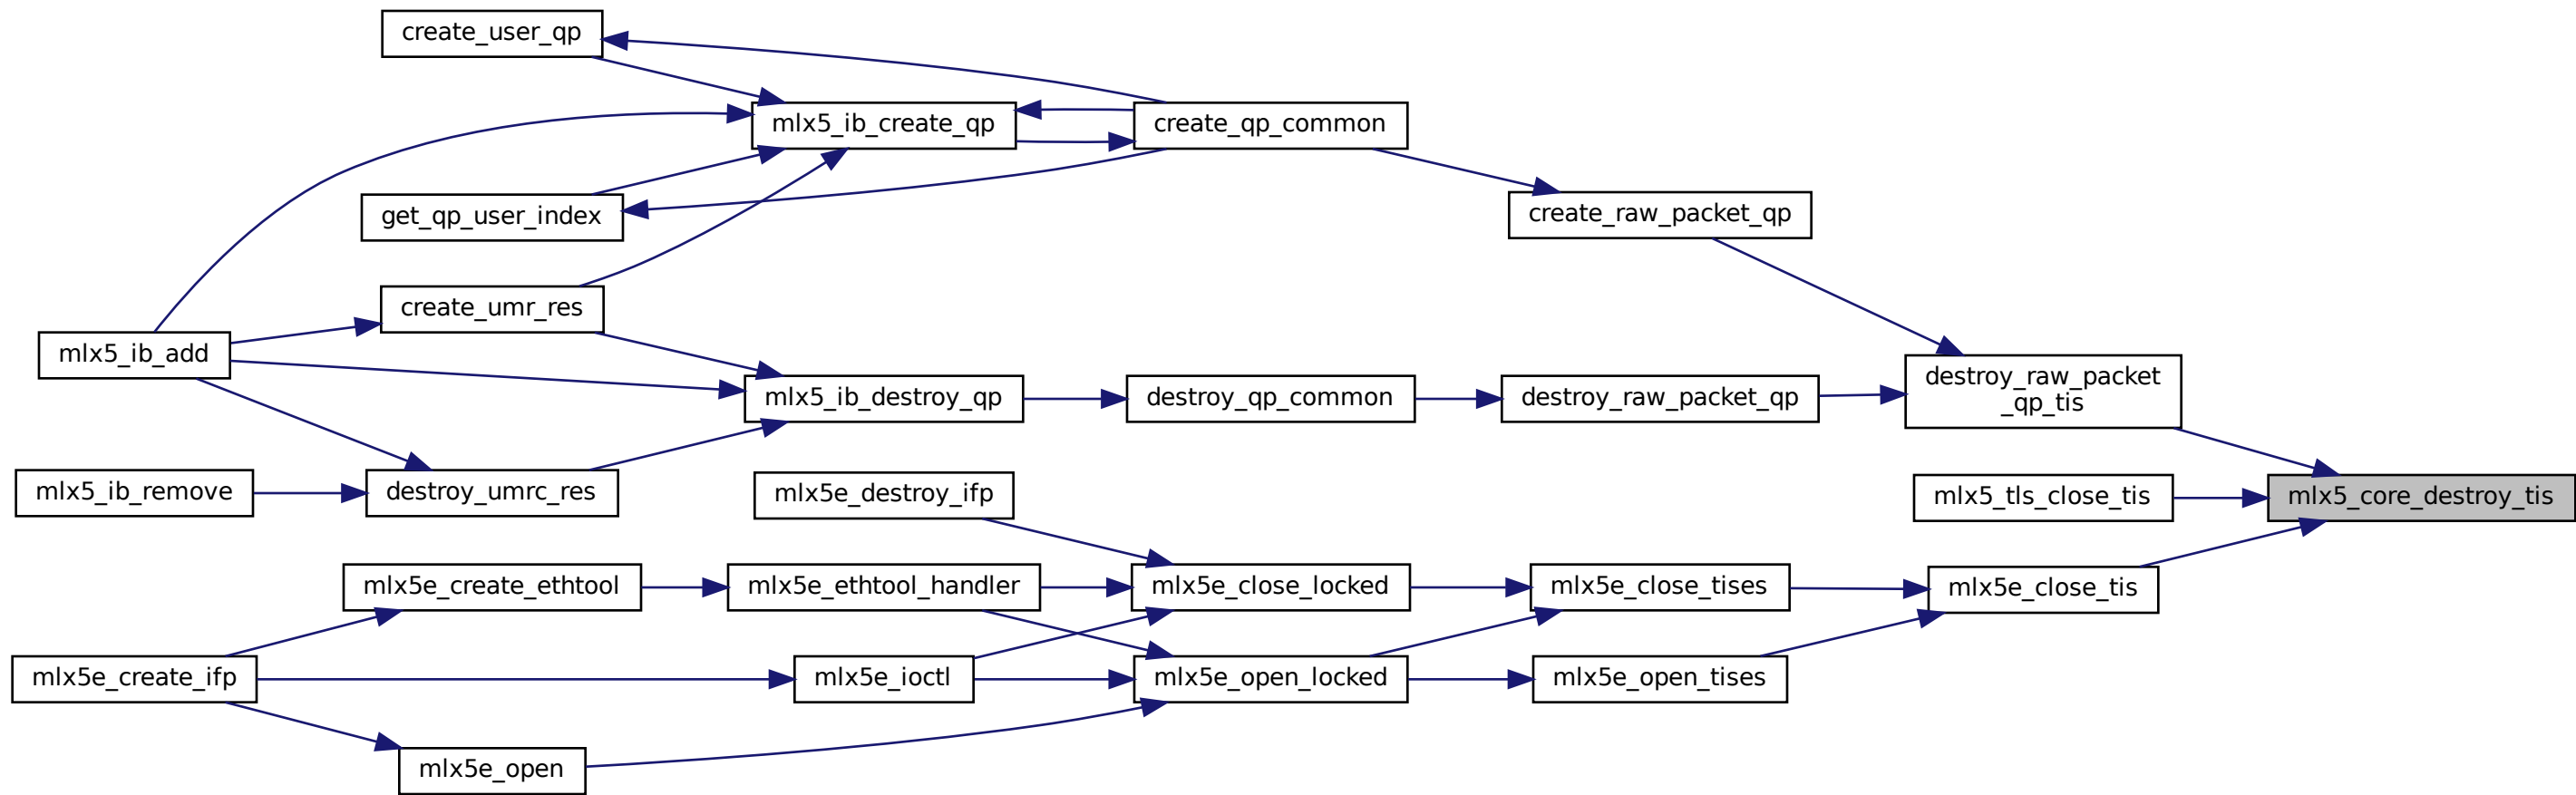 create_user_qp
mlx5_ib_create_qp
create_qp_common
get_qp_user_index
create_raw_packet_qp
create_umr_res
mlx5_ib_add
mlx5_ib_destroy_qp
destroy_qp_common
destroy_raw_packet_qp
destroy_raw_packet
_qp_tis
mlx5_ib_remove
destroy_umrc_res
mlx5e_destroy_ifp
mlx5_tls_close_tis
mlx5_core_destroy_tis
mlx5e_create_ethtool
mlx5e_ethtool_handler
mlx5e_close_locked
mlx5e_close_tises
mlx5e_close_tis
mlx5e_create_ifp
mlx5e_ioctl
mlx5e_open_locked
mlx5e_open_tises
mlx5e_open